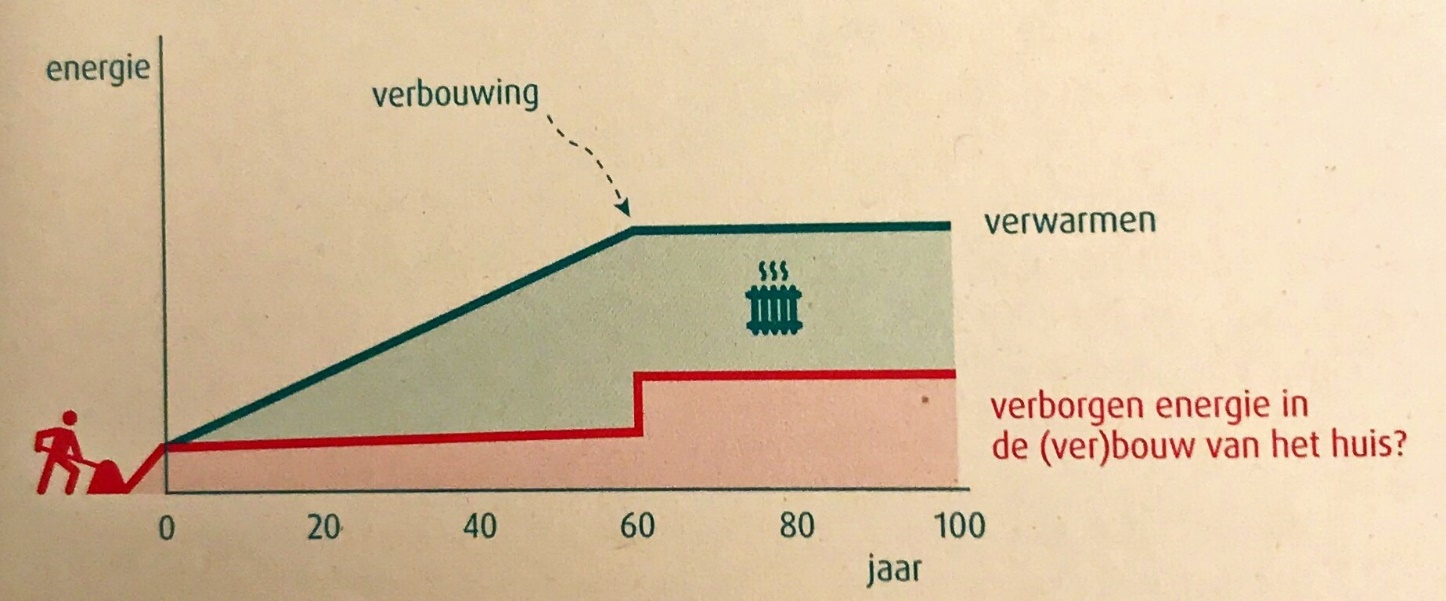 energie
verbouwing
verwarmen
verborgen energie in
de (ver)bouw van het huis?
0 20 40 60 80 100
jaar